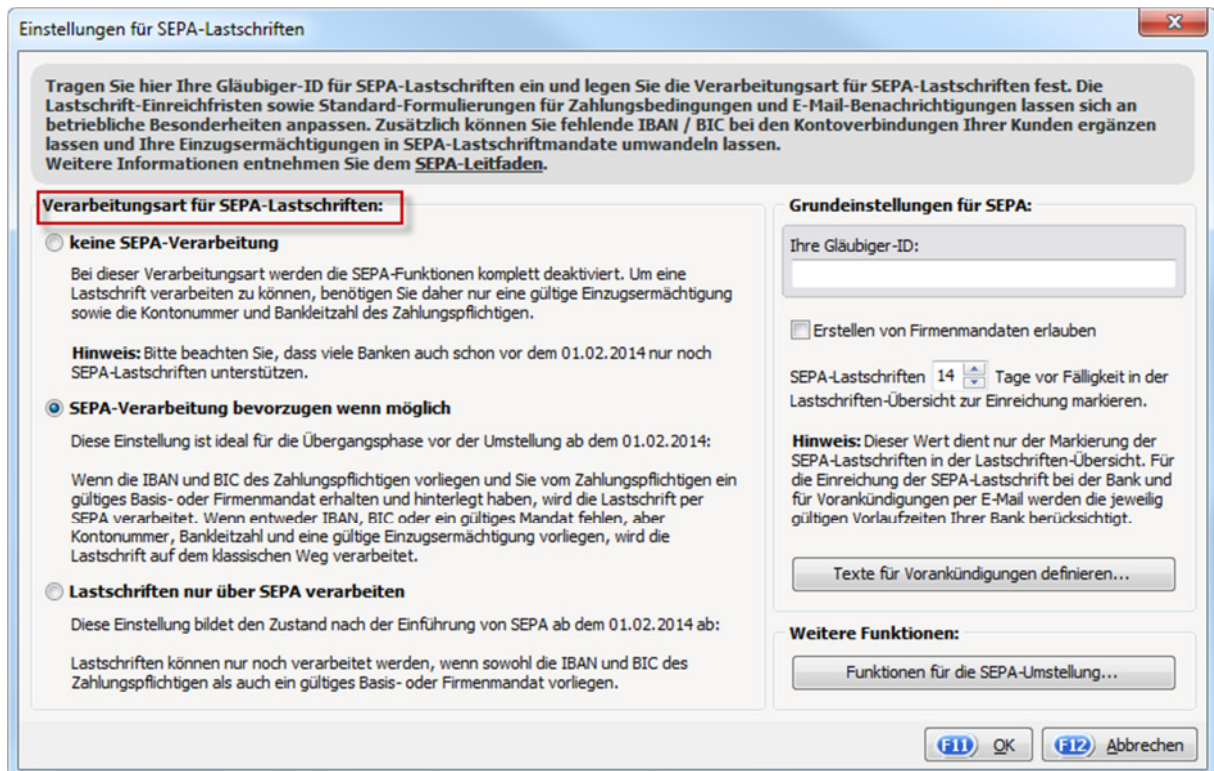 Einstellungen für SEPA-Lastschriften
Tragen Sie hier Ihre Gläubiger-ID für SEPA-Lastschriften ein und legen Sie die Verarbeitungsart für SEPA-Lastschriften fest. Die
Lastschrift-Einreichfristen sowie Standard-Formulierungen für Zahlungsbedingungen und E-Mail-Benachrichtigungen lassen sich an
betriebliche Besonderheiten anpassen. Zusätzlich können Sie fehlende IBAN / BIC bei den Kontoverbindungen Ihrer Kunden ergänzen
lassen und Ihre Einzugsermächtigungen in SEPA-Lastschriftmandate umwandeln lassen.
Weitere Informationen entnehmen Sie dem SEPA-Leitfaden.
Verarbeitungsart für SEPA-Lastschriften:
keine SEPA-Verarbeitung
Bei dieser Verarbeitungsart werden die SEPA-Funktionen komplett deaktiviert. Um eine
Lastschrift verarbeiten zu können, benötigen Sie daher nur eine gültige Einzugsermächtigung
sowie die Kontonummer und Bankleitzahl des Zahlungspflichtigen.
Hinweis: Bitte beachten Sie, dass viele Banken auch schon vor dem 01.02.2014 nur noch
SEPA-Lastschriften unterstützen.
SEPA-Verarbeitung bevorzugen wenn möglich
Diese Einstellung ist ideal für die Übergangsphase vor der Umstellung ab dem 01.02.2014:
Wenn die IBAN und BIC des Zahlungspflichtigen vorliegen und Sie vom Zahlungspflichtigen ein
gültiges Basis- oder Firmenmandat erhalten und hinterlegt haben, wird die Lastschrift per
SEPA verarbeitet. Wenn entweder IBAN, BIC oder ein gültiges Mandat fehlen, aber
Kontonummer, Bankleitzahl und eine gültige Einzugsermächtigung vorliegen, wird die
Lastschrift auf dem klassischen Weg verarbeitet.
Lastschriften nur über SEPA verarbeiten
Diese Einstellung bildet den Zustand nach der Einführung von SEPA ab dem 01.02.2014 ab:
Lastschriften können nur noch verarbeitet werden, wenn sowohl die IBAN und BIC des
Zahlungspflichtigen als auch ein gültiges Basis- oder Firmenmandat vorliegen.
Grundeinstellungen für SEPA:
Ihre Gläubiger-ID:
Erstellen von Firmenmandaten erlauben
SEPA-Lastschriften 14 Tage vor Fälligkeit in der
Lastschriften-Übersicht zur Einreichung markieren.
Hinweis: Dieser Wert dient nur der Markierung der
SEPA-Lastschriften in der Lastschriften-Übersicht. Für
die Einreichung der SEPA-Lastschrift bei der Bank und
für Vorankündigungen per E-Mail werden die jeweilig
gültigen Vorlaufzeiten Ihrer Bank berücksichtigt.
Texte für Vorankündigungen definieren...
Weitere Funktionen:
Funktionen für die SEPA-Umstellung...
F11 OK
F12 Abbrechen